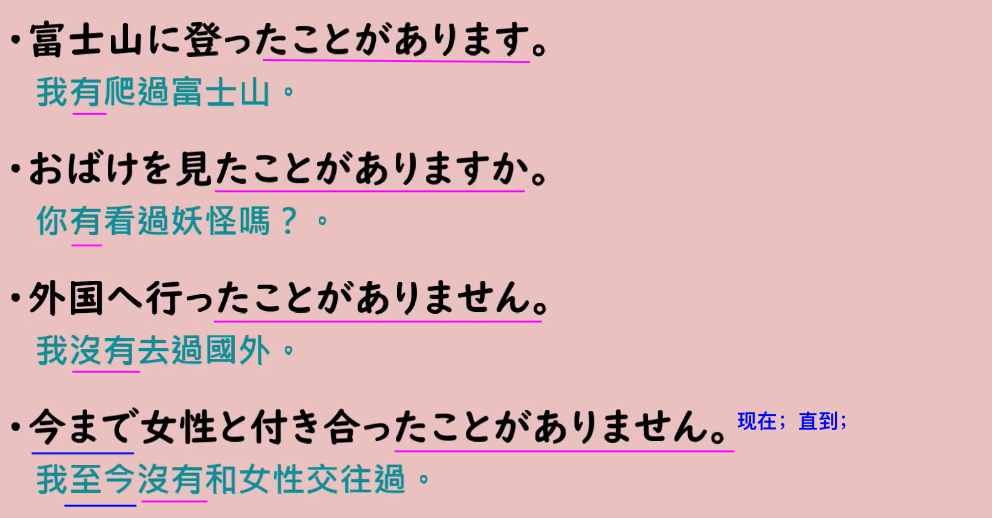 ・富士山に登ったことがあります。
我有爬過富士山。
・おばけを見たことがありますか。
你有看過妖怪嗎？。
・外国へ行ったことがありません。
我沒有去過國外。
・今まで女性と付き合ったことがありません。现在；直到；
我至今沒有和女性交往過。